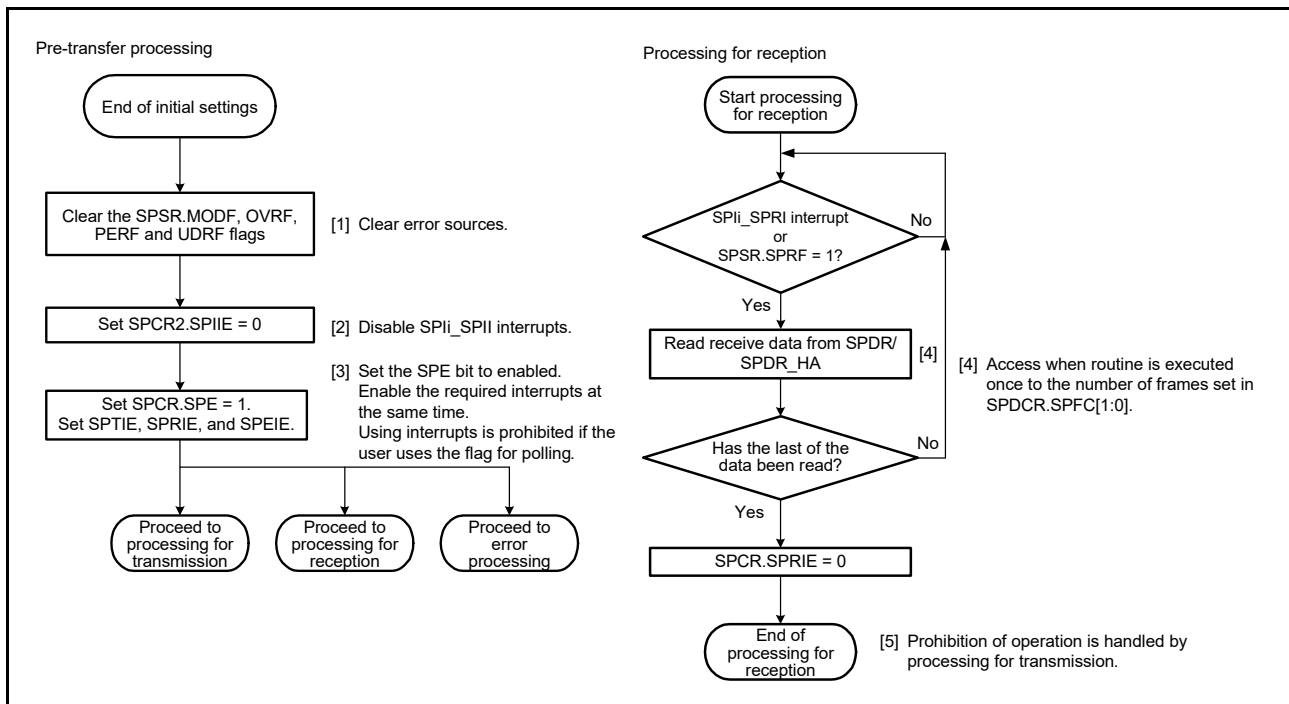 Pre-transfer processing
End of initial settings
Clear the SPSR.MODF, OVRF,
PERF and UDRF flags
[1] Clear error sources.
Set SPCR2.SPIIE = 0
[2] Disable SPIi_SPII interrupts.
Set SPCR.SPE = 1.
Set SPTIE, SPRIE, and SPEIE.
[3] Set the SPE bit to enabled.
Enable the required interrupts at
the same time.
Using interrupts is prohibited if the
user uses the flag for polling.
Proceed to
processing for
transmission
Proceed to
processing for
reception
Proceed to
error
processing
Processing for reception
Start processing
for reception
SPIi_SPRI interrupt
or
SPSR.SPRF = 1?
No
Yes
Read receive data from SPDR/
SPDR_HA
[4]
[4] Access when routine is executed
once to the number of frames set in
SPDCR.SPFC[1:0].
Has the last of the
data been read?
No
Yes
SPCR.SPRIE = 0
End of
processing for
reception
[5] Prohibition of operation is handled by
processing for transmission.